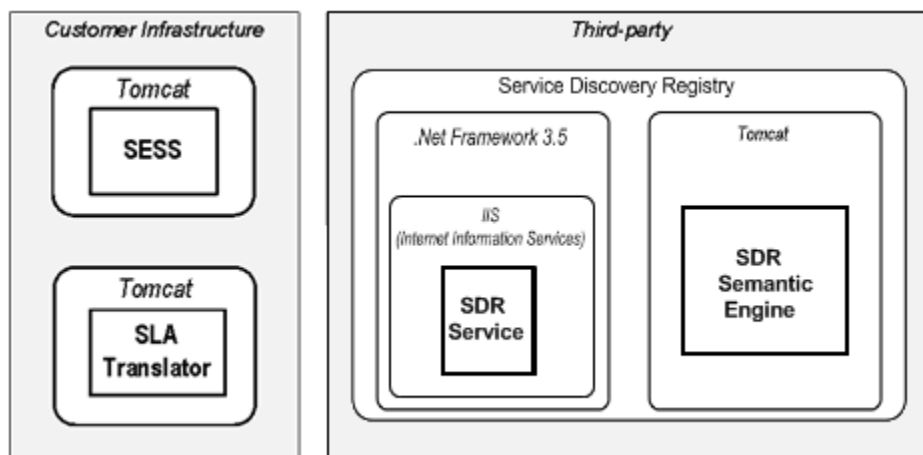 Customer Infrastructure
Tomcat
SESS
Tomcat
SLA
Translator
Third-party
Service Discovery Registry
.Net Framework 3.5
IIS
(Internet Information Services)
SDR
Service
Tomcat
SDR
Semantic
Engine